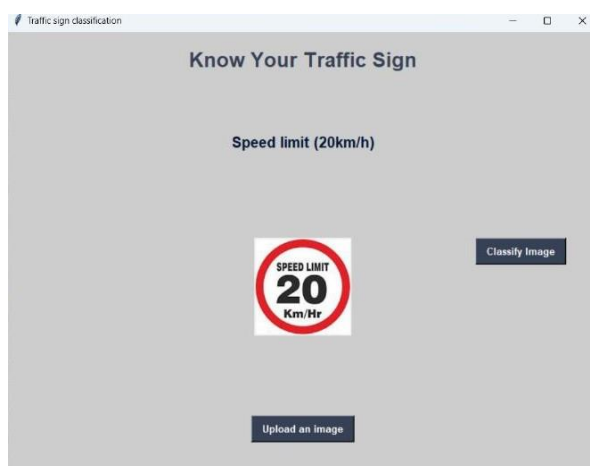 Traffic sign classification
Know Your Traffic Sign
Speed limit (20km/h)
Classify Image
SPEED LIMIT
20
Km/Hr
Upload an image